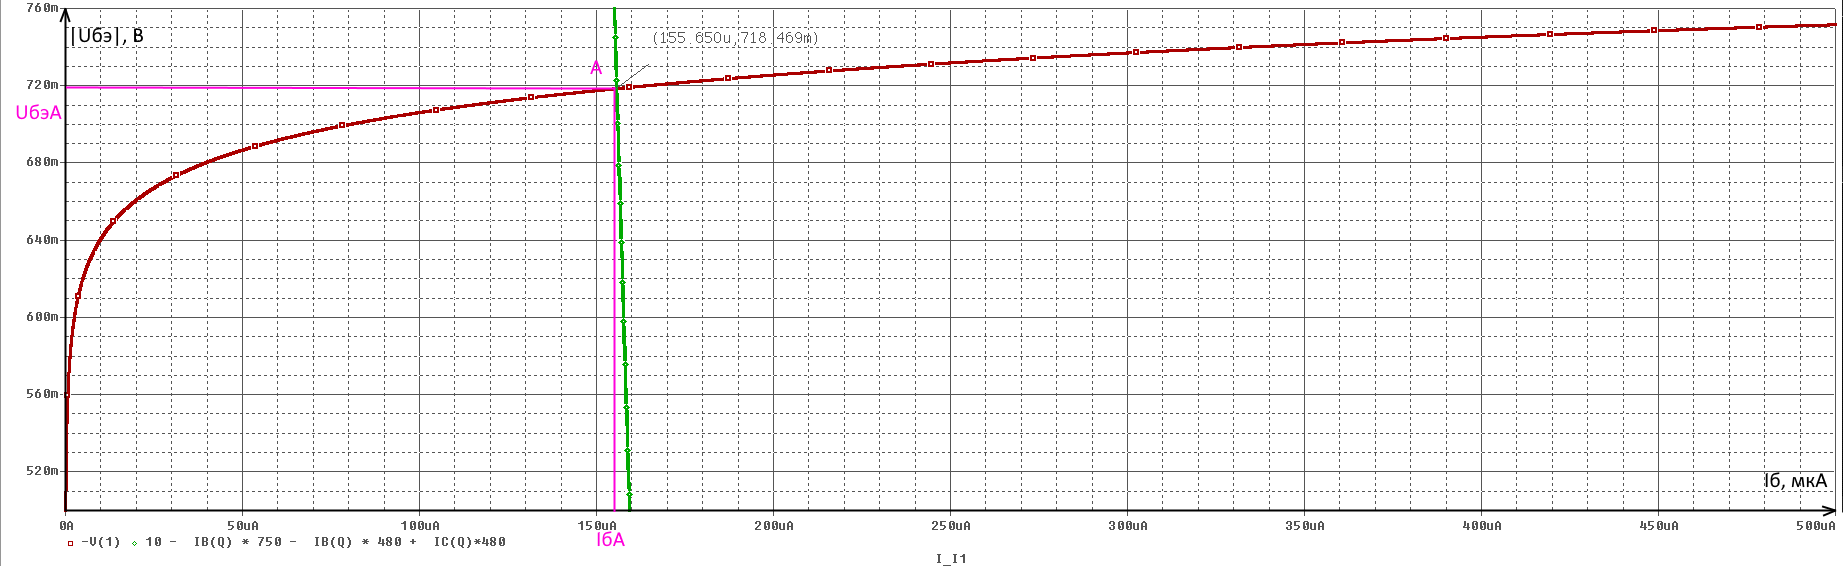 760m
|Uбэ|, В
(155.650u,718.469m)
A
720m
UбэA
680m
640m
600m
560m
520m
Iб, мкА
0A 50uA 100uA 150uA 200uA 250uA 300uA 350uA 400uA 450uA 500uA
IбA
-V(1) 10 - IB(Q) * 750 - IB(Q) * 480 + IC(Q)*480
I_I1